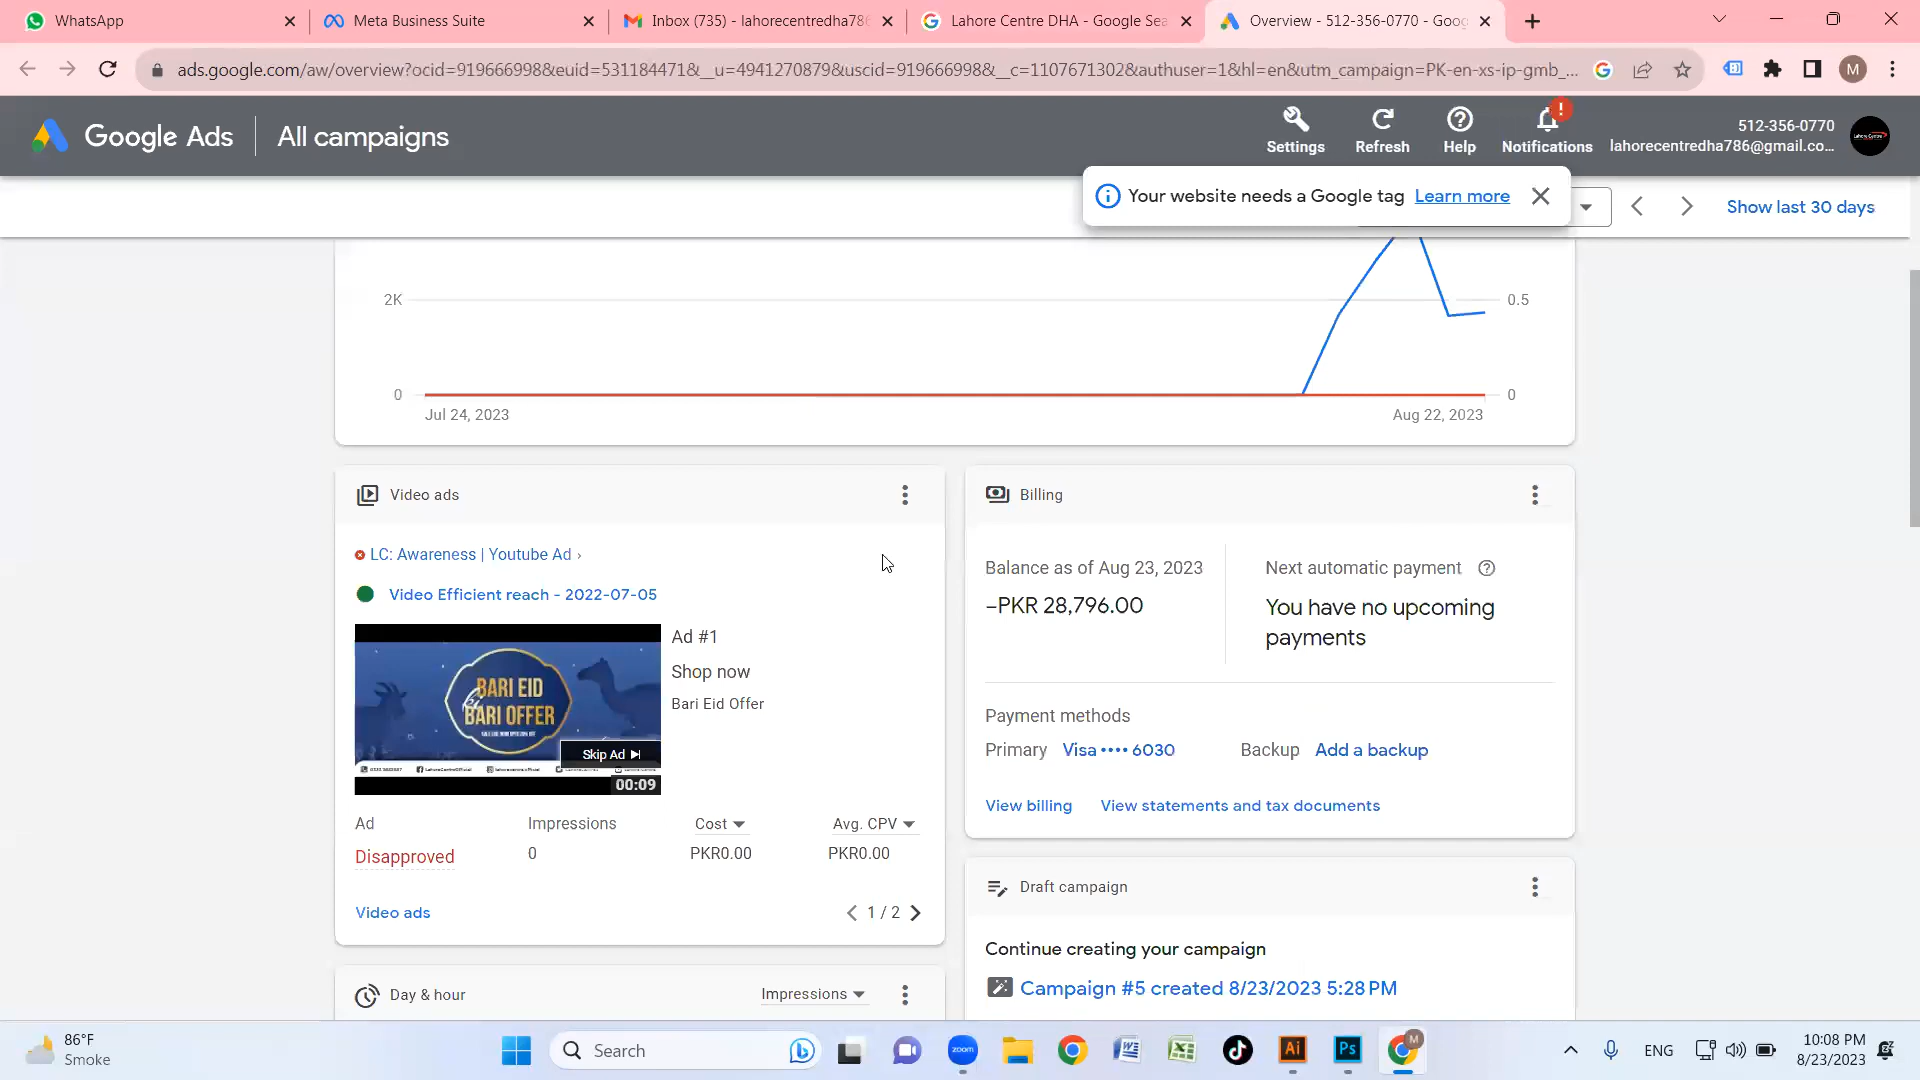 WhatsApp
Meta Business Suite
Inbox (735) - lahorecentredha786
Lahore Centre DHA - Google Sea
Overview - 512-356-0770 - Goog
ads.google.com/aw/overview?ocid=919666998&euid=531184471&__u=4941270879&uscid=919666998&__c=1107671302&authuser=1&hl=en&utm_campaign=PK-en-xs-ip-gmb_...
M
Google Ads
All campaigns
Settings
Refresh
Help
Notifications
512-356-0770
lahorecentredha786@gmail.co...
Your website needs a Google tag Learn more
Show last 30 days
2K
0.5
0
0
Jul 24, 2023
Aug 22, 2023
Video ads
LC: Awareness | Youtube Ad ›
Video Efficient reach - 2022-07-05
BARI EID
ki
BARI OFFER
Skip Ad
00:09
Ad #1
Shop now
Bari Eid Offer
Ad
Impressions
Cost
Avg. CPV
Disapproved
0
PKR0.00
PKR0.00
Video ads
1 / 2
Billing
Balance as of Aug 23, 2023
–PKR 28,796.00
Next automatic payment
You have no upcoming
payments
Payment methods
Primary Visa •••• 6030
Backup Add a backup
View billing
View statements and tax documents
Draft campaign
Continue creating your campaign
Campaign #5 created 8/23/2023 5:28 PM
Day & hour
Impressions
86°F
Smoke
Search
zoom
Ai
Ps
M
ENG
10:08 PM
8/23/2023